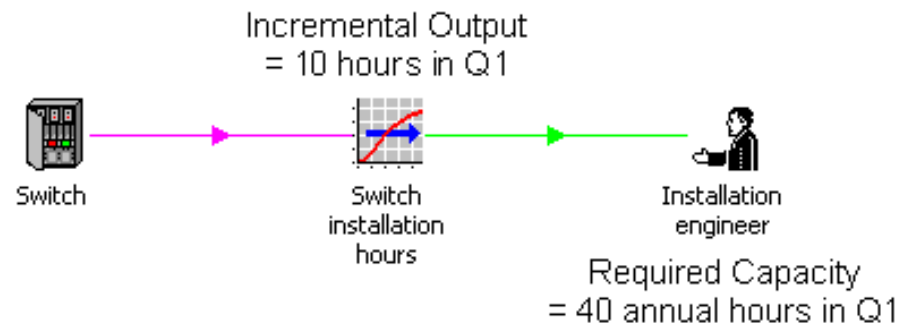 Incremental Output
= 10 hours in Q1
Switch
Switch
installation
hours
Installation
engineer
Required Capacity
= 40 annual hours in Q1